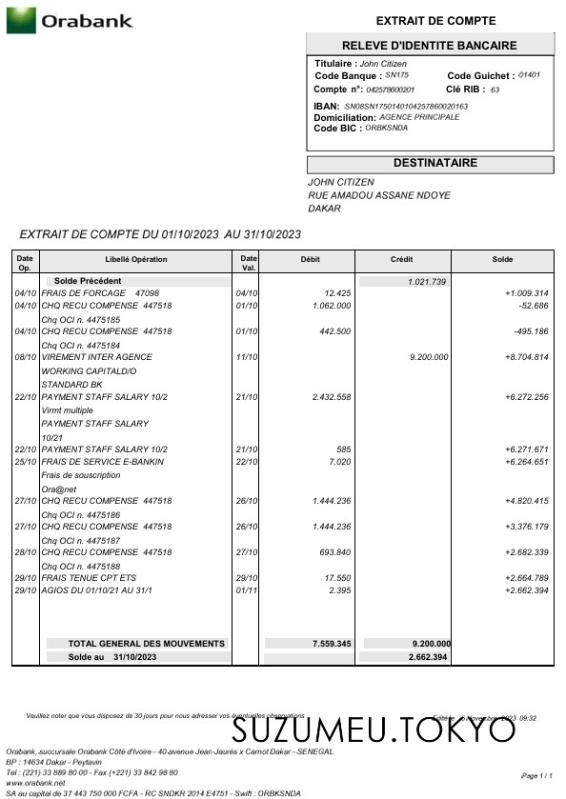 Orabank
EXTRAIT DE COMPTE
RELEVE D'IDENTITE BANCAIRE
Titulaire : John Citizen
Code Banque : SN175 Code Guichet : 01401
Compte n°: 042578600201 Clé RIB : 63
IBAN: SN08SN1750140104257860020163
Domiciliation: AGENCE PRINCIPALE
Code BIC : ORBKSNDA
DESTINATAIRE
JOHN CITIZEN
RUE AMADOU ASSANE NDOYE
DAKAR
EXTRAIT DE COMPTE DU 01/10/2023 AU 31/10/2023
Date Op. Libellé Opération Date Val. Débit Crédit Solde
Solde Précédent 1.021.739
04/10 FRAIS DE FORCAGE 47098 04/10 12.425 +1.009.314
04/10 CHQ RECU COMPENSE 447518 01/10 1.062.000 -52.686
Chq OCI n. 4475185
04/10 CHQ RECU COMPENSE 447518 01/10 442.500 -495.186
Chq OCI n. 4475184
08/10 VIREMENT INTER AGENCE 11/10 9.200.000 +8.704.814
WORKING CAPITALD/O
STANDARD BK
22/10 PAYMENT STAFF SALARY 10/2 21/10 2.432.558 +6.272.256
Virmt multiple
PAYMENT STAFF SALARY
10/21
22/10 PAYMENT STAFF SALARY 10/2 21/10 585 +6.271.671
25/10 FRAIS DE SERVICE E-BANKIN 22/10 7.020 +6.264.651
Frais de souscription
Ora@net
27/10 CHQ RECU COMPENSE 447518 26/10 1.444.236 +4.820.415
Chq OCI n. 4475186
27/10 CHQ RECU COMPENSE 447518 26/10 1.444.236 +3.376.179
Chq OCI n. 4475187
28/10 CHQ RECU COMPENSE 447518 27/10 693.840 +2.682.339
Chq OCI n. 4475188
29/10 FRAIS TENUE CPT ETS 29/10 17.550 +2.664.789
29/10 AGIOS DU 01/10/21 AU 31/1 01/11 2.395 +2.662.394
TOTAL GENERAL DES MOUVEMENTS 7.559.345 9.200.000
Solde au 31/10/2023 2.662.394
Veuillez noter que vous disposez de 30 jours pour nous adresser vos éventuelles observations
2023 09:32
SUZUMEU.TOKYO
Orabank, succursale Orabank Côte d'Ivoire - 40 avenue Jean-Jaurès x Carnot Dakar - SENEGAL
BP : 14634 Dakar - Peytavin
Tel : (221) 33 889 80 00 - Fax (+221) 33 842 98 80
www.orabank.net
SA au capital de 37 443 750 000 FCFA - RC SNDKR 2014 E4751 - Swift : ORBKSNDA
Page 1 / 1